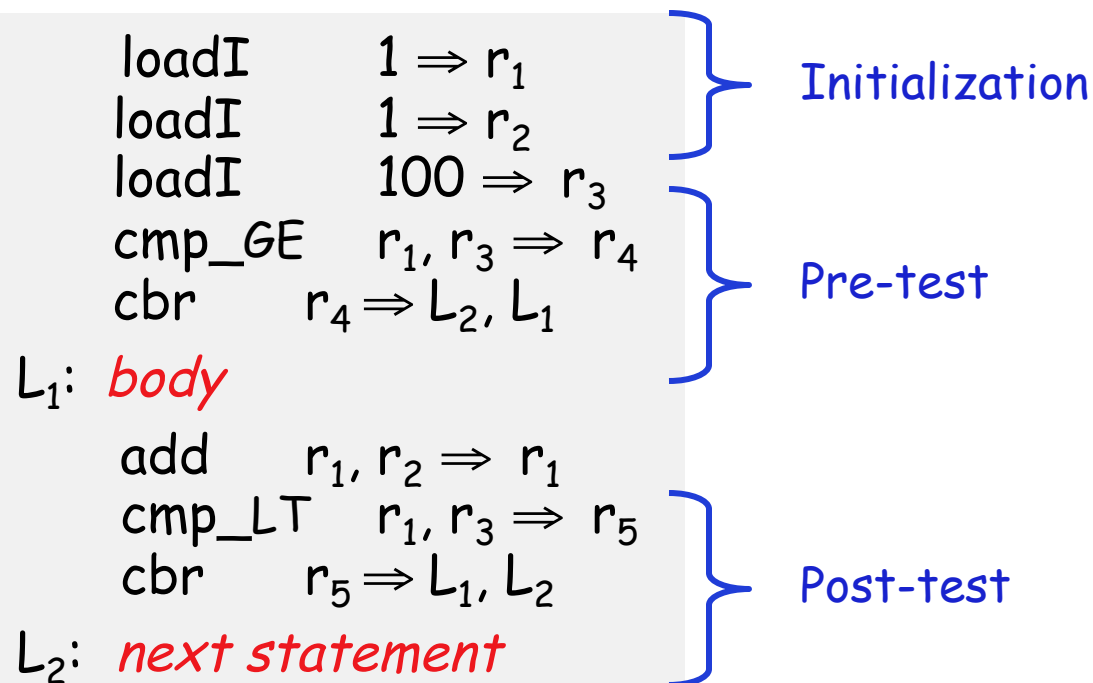 loadI 1 ⇒ r₁
Initialization
loadI 1 ⇒ r₂
loadI 100 ⇒ r₃
cmp_GE r₁, r₃ ⇒ r₄
Pre-test
cbr r₄ ⇒ L₂, L₁
L₁: body
add r₁, r₂ ⇒ r₁
cmp_LT r₁, r₃ ⇒ r₅
cbr r₅ ⇒ L₁, L₂
Post-test
L₂: next statement